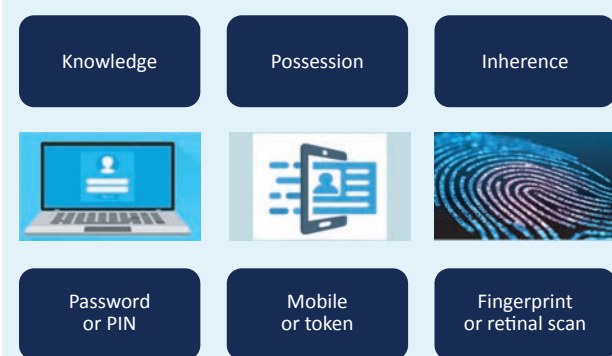 Knowledge
Possession
Inherence
Password
or PIN
Mobile
or token
Fingerprint
or retinal scan